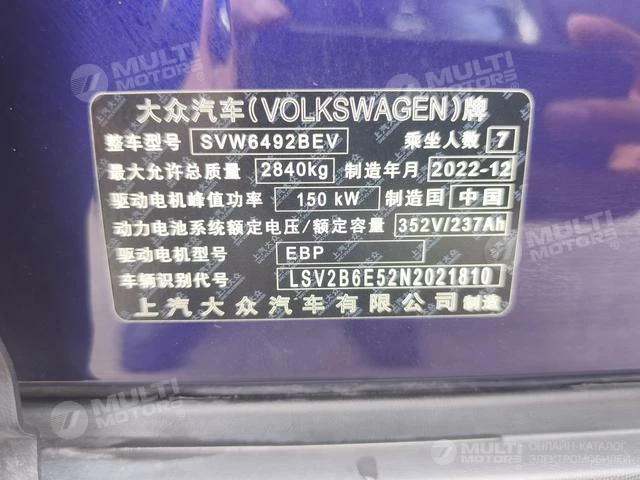 MULTI
MOTORS
MULTI
MOTORS
大众汽车(VOLKSWAGEN)牌
整车型号 SVW6492BEV 乘坐人数 7
最大允许总质量 2840kg 制造年月 2022-12
驱动电机峰值功率 150 kW 制造国 中国
动力电池系统额定电压/额定容量 352V/237Ah
驱动电机型号 EBP
车辆识别代号 LSV2B6E52N2021810
上汽大众汽车有限公司 制造
MULTI
MOTORS
MULTI
MOTORS
ОНЛАЙН-КАТАЛОГ
ЭЛЕКТРОМОБИЛЕЙ